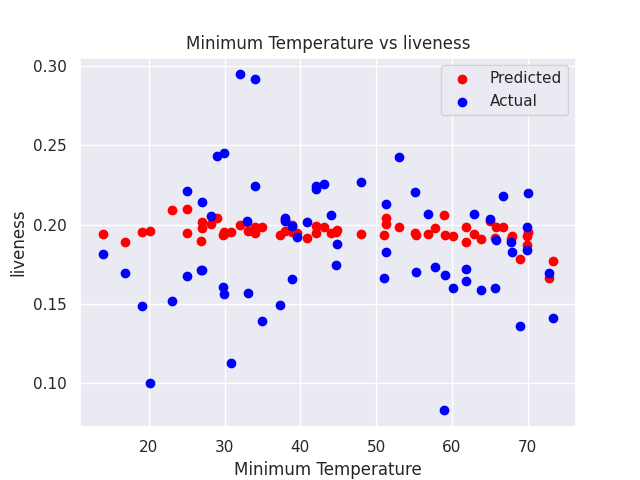 Minimum Temperature vs liveness
Predicted
Actual
0.30
0.25
0.20
0.15
0.10
liveness
20 30 40 50 60 70
Minimum Temperature